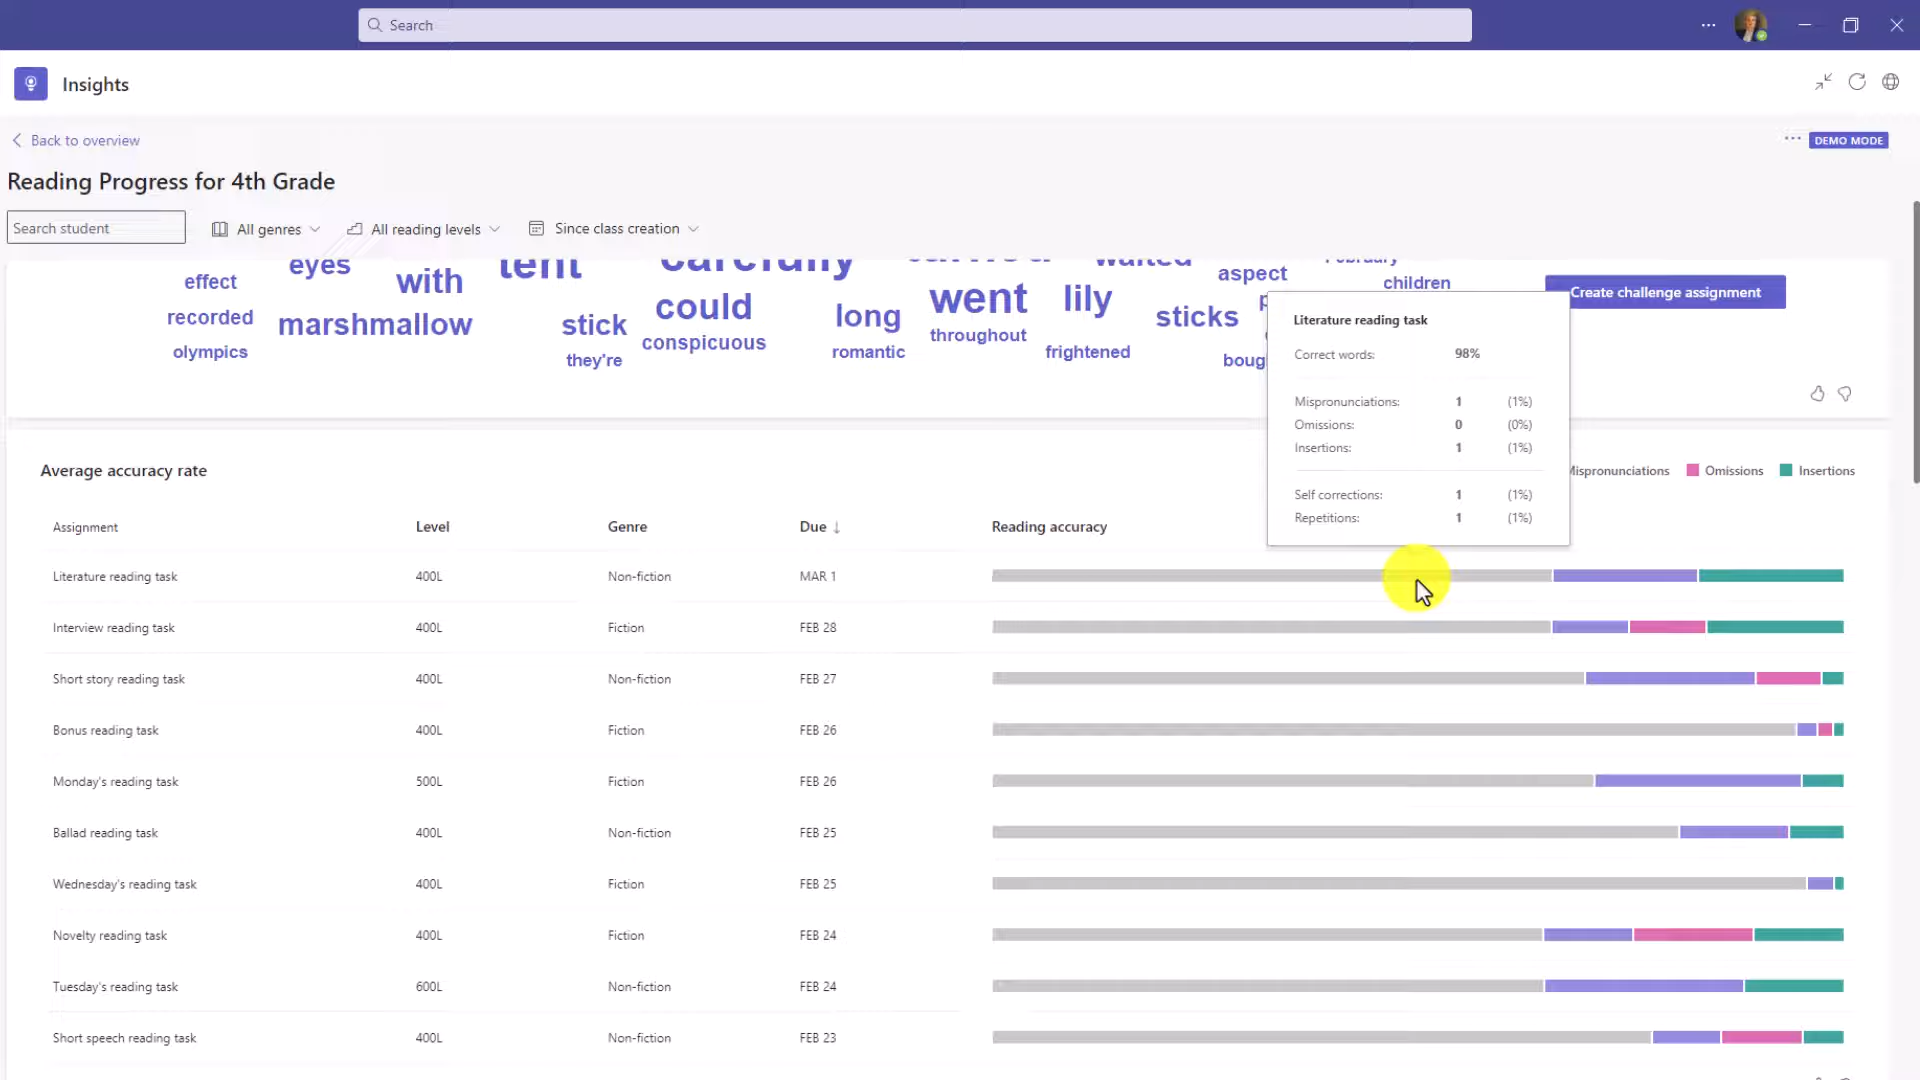 Search
Insights
Back to overview
DEMO MODE
Reading Progress for 4th Grade
Search student
All genres
All reading levels
Since class creation
effect
eyes
with
tent
carefully
waited
aspect
February
children
recorded
marshmallow
stick
could
long
went
lily
sticks
Create challenge assignment
olympics
they're
conspicuous
romantic
throughout
frightened
Literature reading task
Correct words: 98%
Mispronunciations: 1 (1%)
Omissions: 0 (0%)
Insertions: 1 (1%)
Self corrections: 1 (1%)
Repetitions: 1 (1%)
Average accuracy rate
Mispronunciations Omissions Insertions
Assignment Level Genre Due ↓ Reading accuracy
Literature reading task 400L Non-fiction MAR 1
Interview reading task 400L Fiction FEB 28
Short story reading task 400L Non-fiction FEB 27
Bonus reading task 400L Fiction FEB 26
Monday's reading task 500L Fiction FEB 26
Ballad reading task 400L Non-fiction FEB 25
Wednesday's reading task 400L Fiction FEB 25
Novelty reading task 400L Fiction FEB 24
Tuesday's reading task 600L Non-fiction FEB 24
Short speech reading task 400L Non-fiction FEB 23